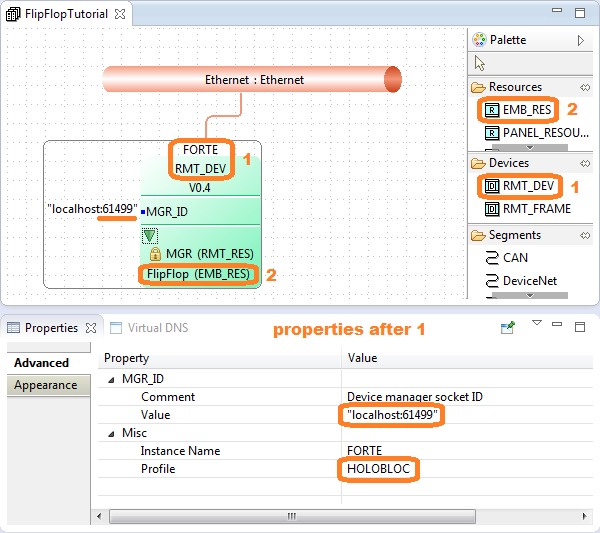 FlipFlopTutorial
Palette
Ethernet : Ethernet
Resources
EMB_RES 2
PANEL_RESOU...
FORTE
RMT_DEV 1
V0.4
"localhost:61499" MGR_ID
MGR (RMT_RES)
FlipFlop (EMB_RES) 2
Devices
RMT_DEV 1
RMT_FRAME
Segments
CAN
DeviceNet
Properties Virtual DNS properties after 1
Advanced
Appearance
Property Value
MGR_ID
Comment Device manager socket ID
Value "localhost:61499"
Misc
Instance Name FORTE
Profile HOLOBLOC